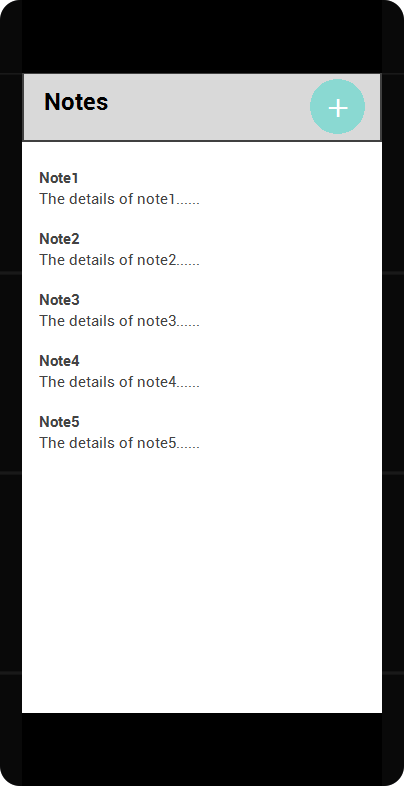 Notes
+
Note1
The details of note1......
Note2
The details of note2......
Note3
The details of note3......
Note4
The details of note4......
Note5
The details of note5......